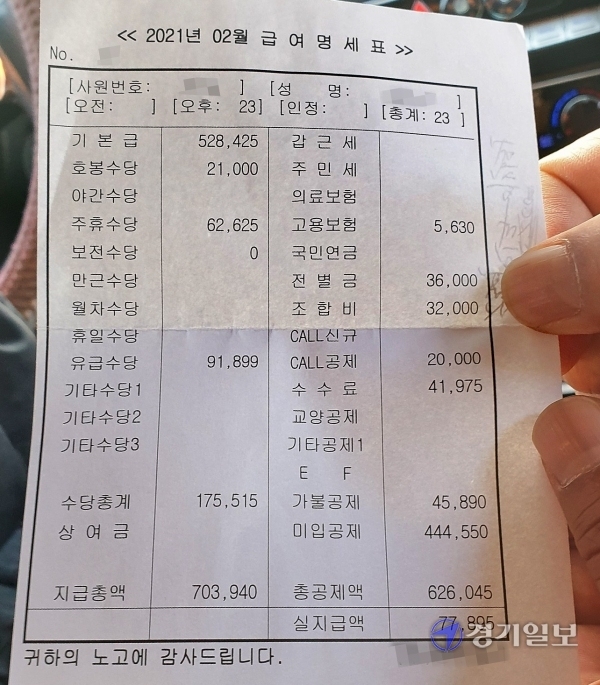 << 2021년 02월 급 여 명 세 표 >>
No.
[사원번호: ] [성 명: ]
[오전: ] [오후: 23] [인정: ] [총계: 23 ]
기 본 급 528,425 갑 근 세
호봉수당 21,000 주 민 세
야간수당 의료보험
주휴수당 62,625 고용보험 5,630
보전수당 0 국민연금
만근수당 전 별 금 36,000
월차수당 조 합 비 32,000
휴일수당 CALL신규
유급수당 91,899 CALL공제 20,000
기타수당1 수 수 료 41,975
기타수당2 교양공제
기타수당3 기타공제1
E F
수당총계 175,515 가불공제 45,890
상 여 금 미입공제 444,550
지급총액 703,940 총공제액 626,045
실지급액 77,895
귀하의 노고에 감사드립니다.
경기일보